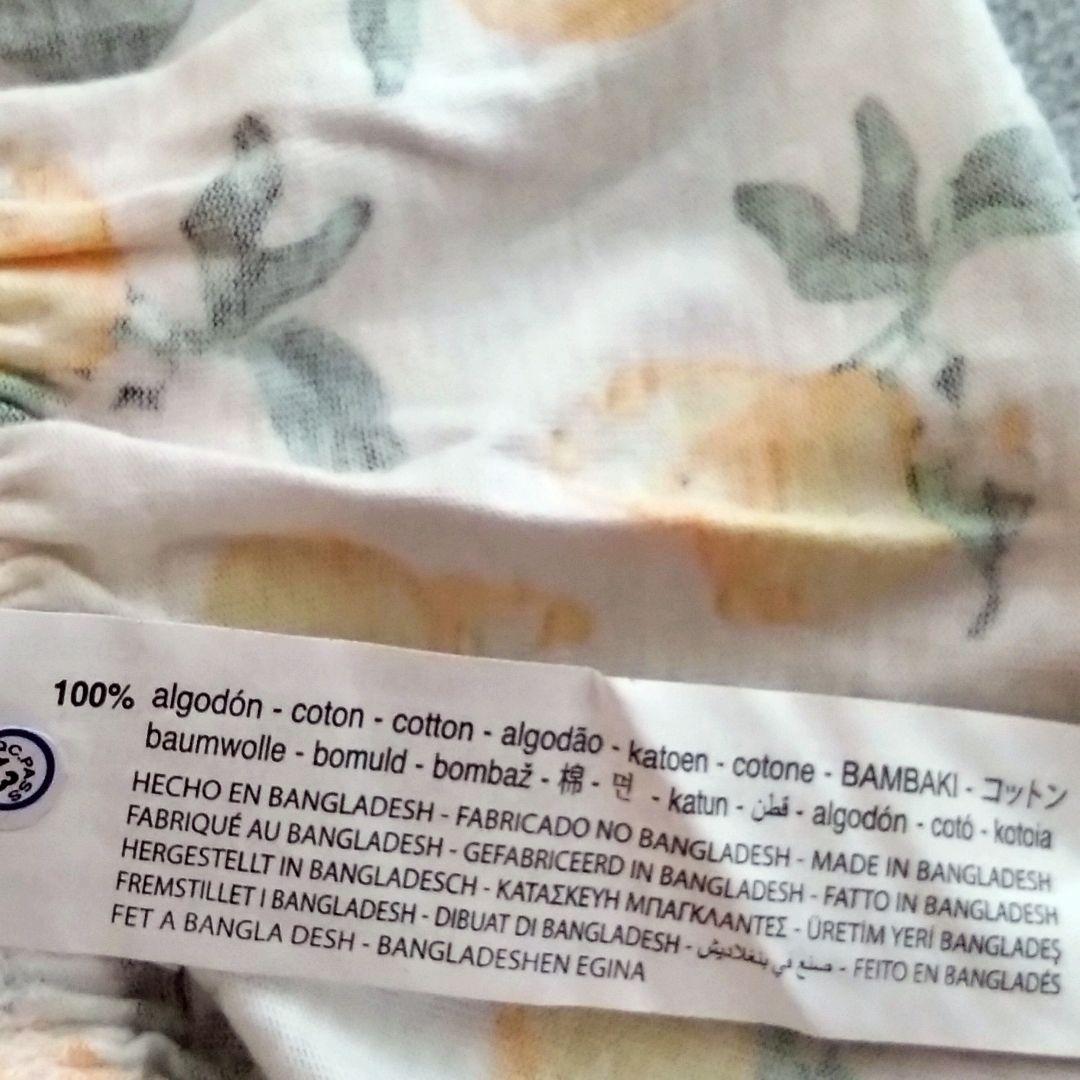 100% algodón - coton - cotton - algodão - katoen - cotone - BAMBAKI - コットン
baumwolle - bomuld - bombaž - 棉 - 면 - katun - قطن - algodón - cotó - kotoia
HECHO EN BANGLADESH - FABRICADO NO BANGLADESH - MADE IN BANGLADESH
FABRIQUÉ AU BANGLADESH - GEFABRICEERD IN BANGLADESH - FATTO IN BANGLADESH
HERGESTELLT IN BANGLADESCH - ΚΑΤΑΣΚΕΥΗ ΜΠΑΓΚΛΑΝΤΕΣ - ÜRETİM YERİ BANGLADEŞ
FREMSTILLET I BANGLADESH - DIBUAT DI BANGLADESH - صنع في بنغلاديش - FEITO EN BANGLADÉS
FET A BANGLA DESH - BANGLADESHEN EGINA
QC.PASS